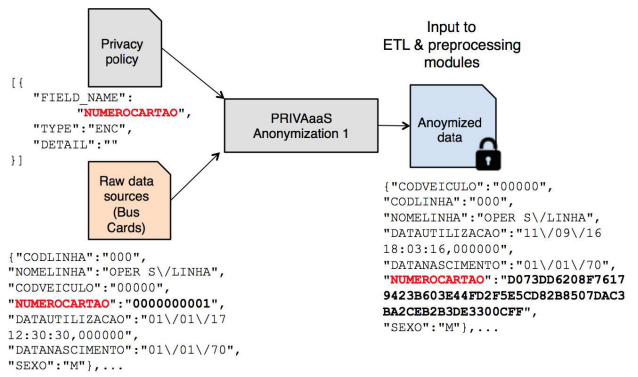 Privacy
policy
[{
"FIELD_NAME":
"NUMEROCARTAO",
"TYPE":"ENC",
"DETAIL":""
}]
Raw data
sources
(Bus
Cards)
{"CODLINHA":"000",
"NOMELINHA":"OPER S\/LINHA",
"CODVEICULO":"00000",
"NUMEROCARTAO":"0000000001",
"DATAUTILIZACAO":"01\/01\/17
12:30:30,000000",
"DATANASCIMENTO":"01\/01\/70",
"SEXO":"M"},...
PRIVAaaS
Anonymization 1
Input to
ETL & preprocessing
modules
Anoymized
data
{"CODVEICULO":"00000",
"CODLINHA":"000",
"NOMELINHA":"OPER S\/LINHA",
"DATAUTILIZACAO":"11\/09\/16
18:03:16,000000",
"DATANASCIMENTO":"01\/01\/70",
"NUMEROCARTAO":"D073DD6208F7617
9423B603E44FD2F5E5CD82B8507DAC3
BA2CEB2B3DE3300CFF",
"SEXO":"M"},...